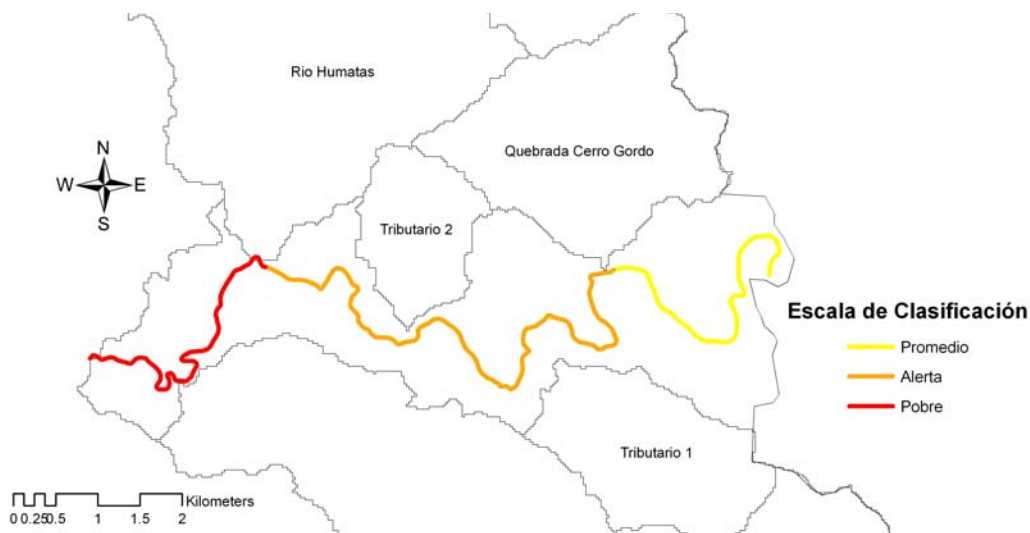 Rio Humatas
Quebrada Cerro Gordo
N
W E
S
Tributario 2
Escala de Clasificación
Promedio
Alerta
Pobre
Tributario 1
Kilometers
0 0.25 0.5 1 1.5 2